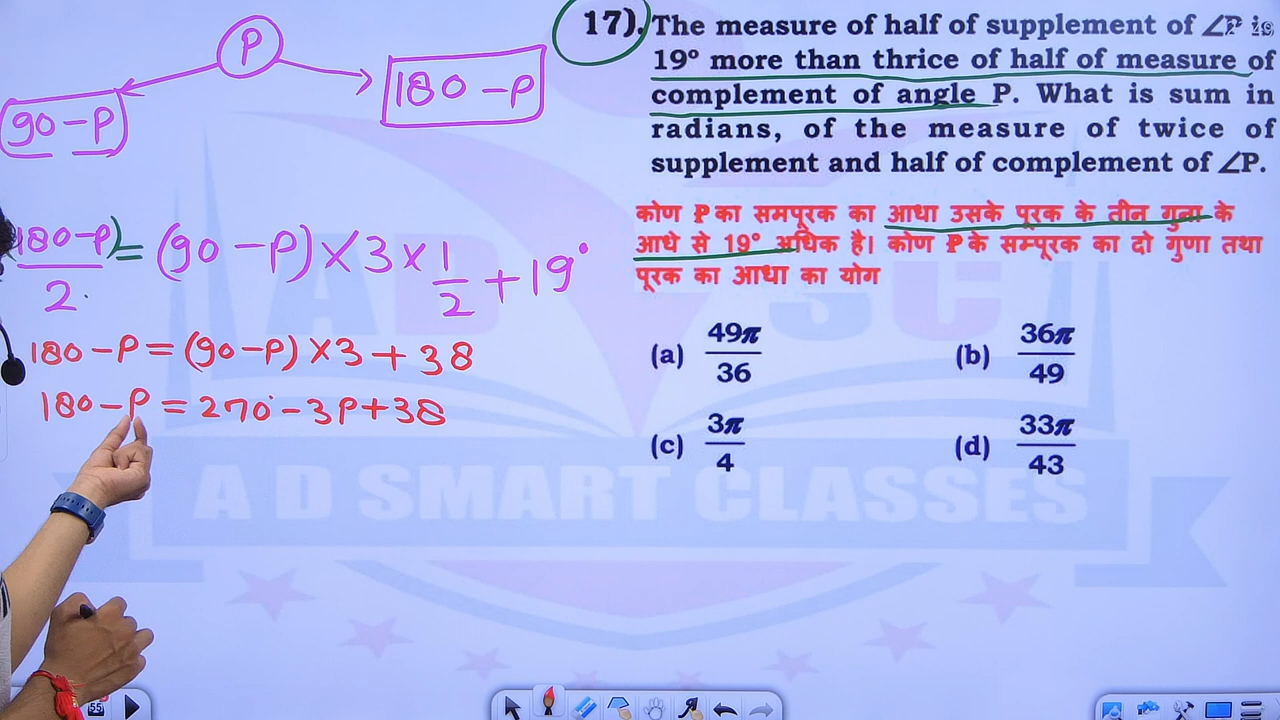 17). The measure of half of supplement of ∠P is
19° more than thrice of half of measure of
complement of angle P. What is sum in
radians, of the measure of twice of
supplement and half of complement of ∠P.
कोण P का समपूरक का आधा उसके पूरक के तीन गुना के
आधे से 19° अधिक है। कोण P के सम्पूरक का दो गुणा तथा
पूरक का आधा का योग
(a) 49π/36 (b) 36π/49
(c) 3π/4 (d) 33π/43
P
90-P
180-P
180-P)/2 = (90-P)×3×1/2+19°
180-P=(90-P)×3+38
180-P=270-3P+38
A D SMART CLASSES
55